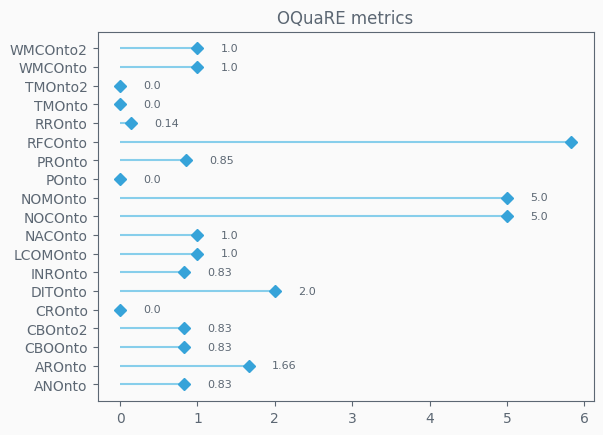 OQuaRE metrics
WMCOnto2 1.0
WMCOnto 1.0
TMOnto2 0.0
TMOnto 0.0
RROnto 0.14
RFCOnto
PROnto 0.85
POnto 0.0
NOMOnto 5.0
NOCOnto 5.0
NACOnto 1.0
LCOMOnto 1.0
INROnto 0.83
DITOnto 2.0
CROnto 0.0
CBOnto2 0.83
CBOOnto 0.83
AROnto 1.66
ANOnto 0.83
0 1 2 3 4 5 6